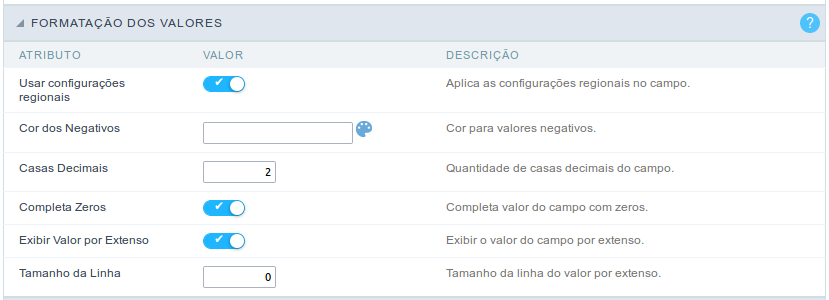 FORMATAÇÃO DOS VALORES
?
ATRIBUTO VALOR DESCRIÇÃO
Usar configurações
regionais
Aplica as configurações regionais no campo.
Cor dos Negativos Cor para valores negativos.
Casas Decimais 2 Quantidade de casas decimais do campo.
Completa Zeros Completa valor do campo com zeros.
Exibir Valor por Extenso Exibir o valor do campo por extenso.
Tamanho da Linha 0 Tamanho da linha do valor por extenso.